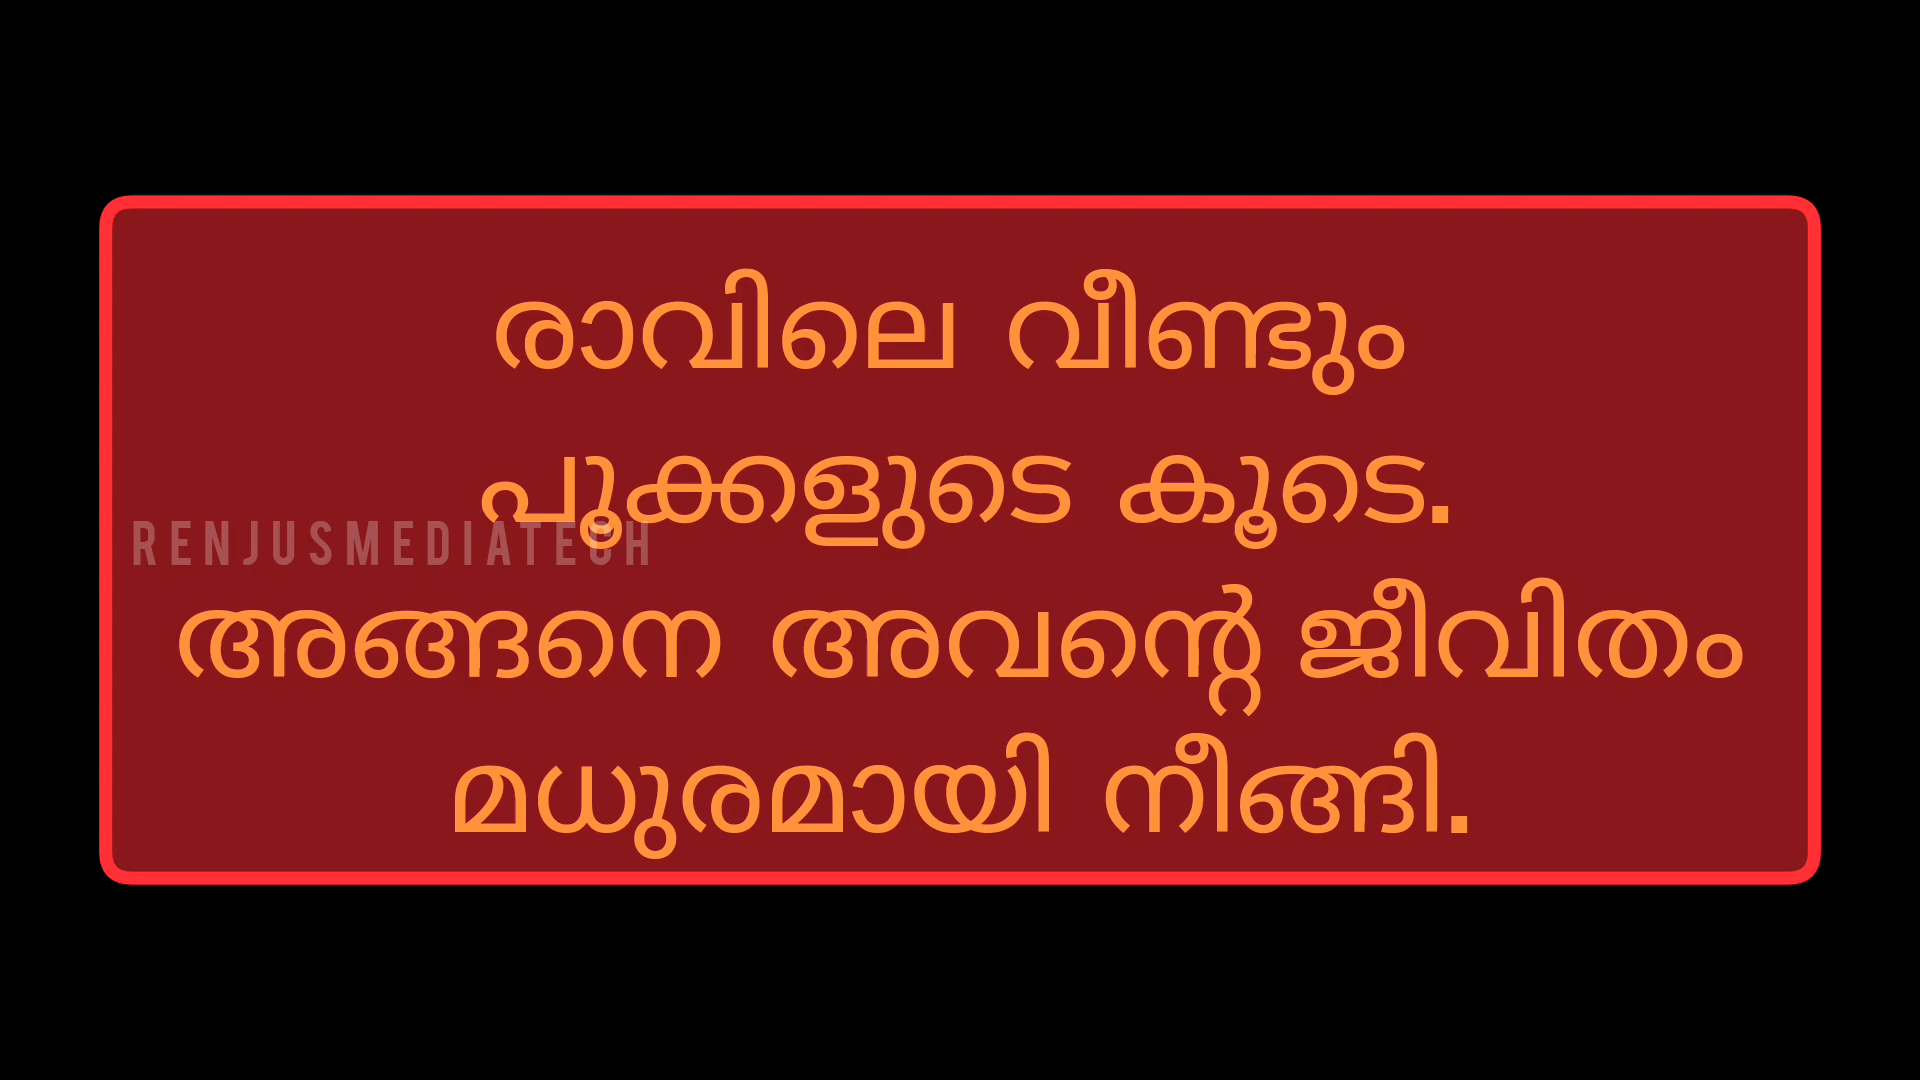 രാവിലെ വീണ്ടും
പൂക്കളുടെ കൂടെ.
RENJUSMEDIATECH
അങ്ങനെ അവന്റെ ജീവിതം
മധുരമായി നീങ്ങി.